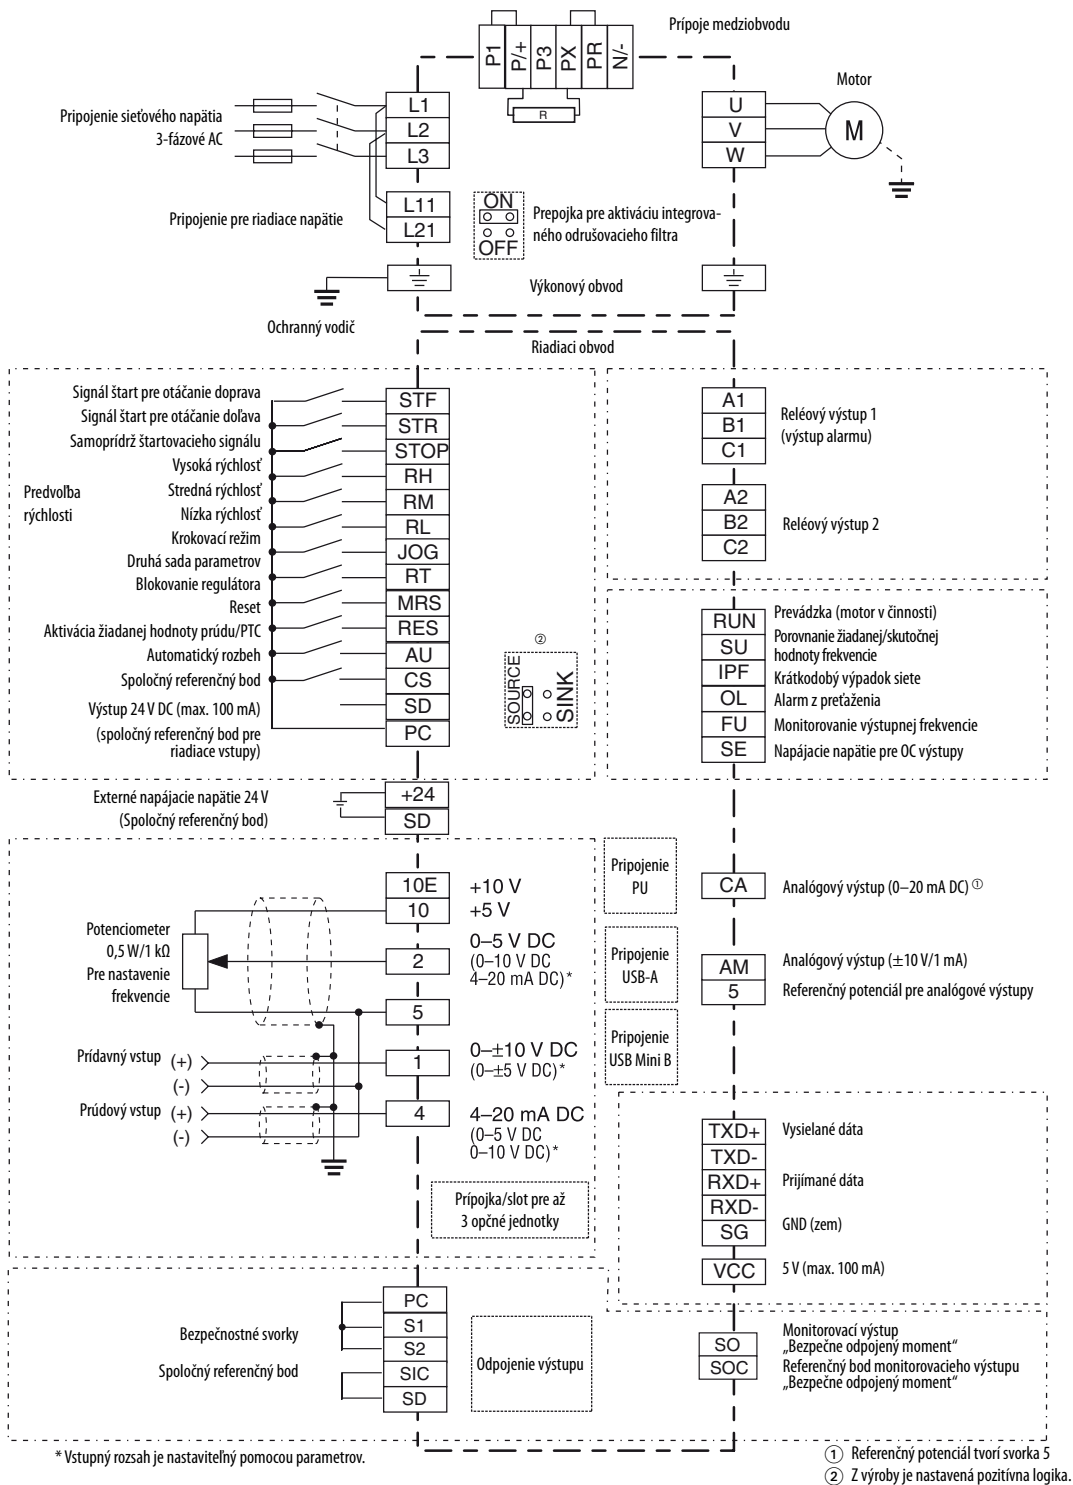 Prípoje medziobvodu
P1
P/+
P3
PX
PR
N/-
R
Motor
Pripojenie sieťového napätia
3-fázové AC
L1
L2
L3
U
V
W
M
Pripojenie pre riadiace napätie
L11
L21
ON
OFF
Prepojka pre aktiváciu integrova-
ného odrušovacieho filtra
Výkonový obvod
Ochranný vodič
Riadiaci obvod
Predvoľba
rýchlosti
Signál štart pre otáčanie doprava
Signál štart pre otáčanie doľava
Samoprídrž štartovacieho signálu
Vysoká rýchlosť
Stredná rýchlosť
Nízka rýchlosť
Krokovací režim
Druhá sada parametrov
Blokovanie regulátora
Reset
Aktivácia žiadanej hodnoty prúdu/PTC
Automatický rozbeh
Spoločný referenčný bod
Výstup 24 V DC (max. 100 mA)
(spoločný referenčný bod pre
riadiace vstupy)
STF
STR
STOP
RH
RM
RL
JOG
RT
MRS
RES
AU
CS
SD
PC
②
SOURCE
SINK
A1
B1
C1
Reléový výstup 1
(výstup alarmu)
A2
B2
C2
Reléový výstup 2
RUN
SU
IPF
OL
FU
SE
Prevádzka (motor v činnosti)
Porovnanie žiadanej/skutočnej
hodnoty frekvencie
Krátkodobý výpadok siete
Alarm z preťaženia
Monitorovanie výstupnej frekvencie
Napájacie napätie pre OC výstupy
Externé napájacie napätie 24 V
(Spoločný referenčný bod)
+24
SD
Potenciometer
0,5 W/1 kΩ
Pre nastavenie
frekvencie
10E
+10 V
10
+5 V
2
0–5 V DC
(0–10 V DC
4–20 mA DC)*
5
Prídavný vstup (+)
(-)
1
0–±10 V DC
(0–±5 V DC)*
Prúdový vstup (+)
(-)
4
4–20 mA DC
(0–5 V DC
0–10 V DC)*
Prípojka/slot pre až
3 opčné jednotky
Pripojenie
PU
Pripojenie
USB-A
Pripojenie
USB Mini B
CA
Analógový výstup (0–20 mA DC) ①
AM
5
Analógový výstup (±10 V/1 mA)
Referenčný potenciál pre analógové výstupy
TXD+
TXD-
RXD+
RXD-
SG
VCC
Vysielané dáta
Prijímané dáta
GND (zem)
5 V (max. 100 mA)
Bezpečnostné svorky
Spoločný referenčný bod
PC
S1
S2
SIC
SD
Odpojenie výstupu
SO
SOC
Monitorovací výstup
„Bezpečne odpojený moment“
Referenčný bod monitorovacieho výstupu
„Bezpečne odpojený moment“
* Vstupný rozsah je nastaviteľný pomocou parametrov.
① Referenčný potenciál tvorí svorka 5
② Z výroby je nastavená pozitívna logika.